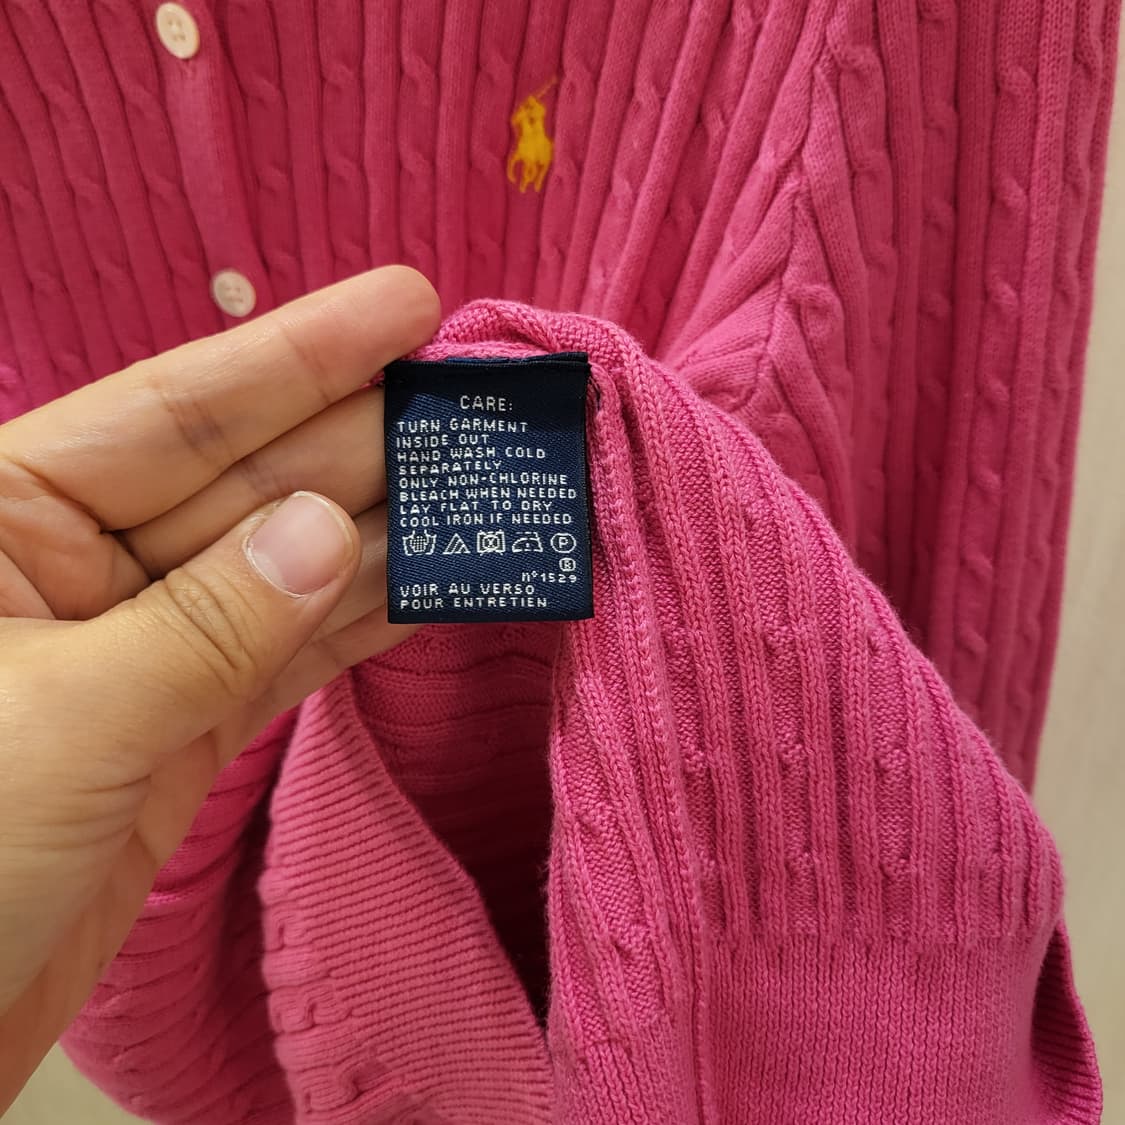 CARE:
TURN GARMENT
INSIDE OUT
HAND WASH COLD
SEPARATELY
ONLY NON-CHLORINE
BLEACH WHEN NEEDED
LAY FLAT TO DRY
COOL IRON IF NEEDED
P
R
n°1529
VOIR AU VERSO
POUR ENTRETIEN